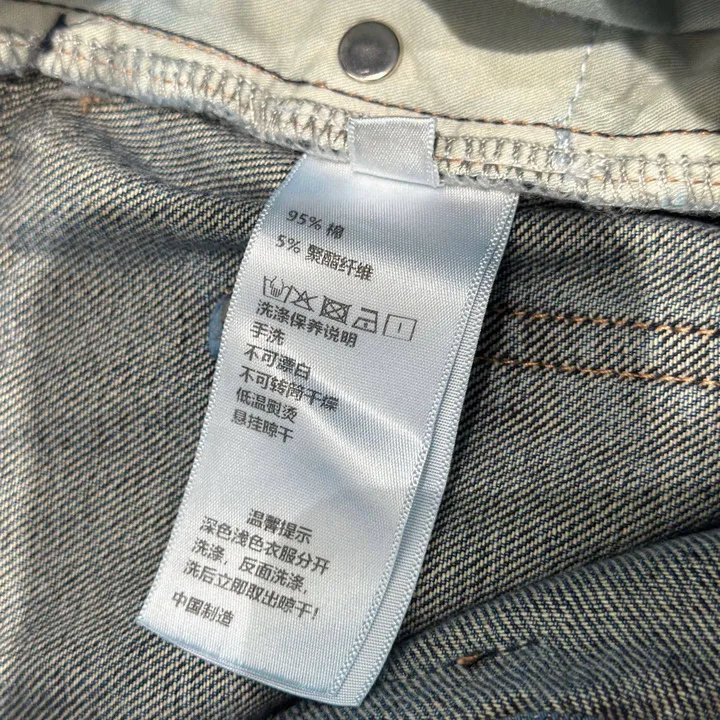 95% 棉
5% 聚酯纤维
洗涤保养说明
手洗
不可漂白
不可转筒干燥
低温熨烫
悬挂晾干
温馨提示
深色浅色衣服分开
洗涤，反面洗涤，
洗后立即取出晾干！
中国制造